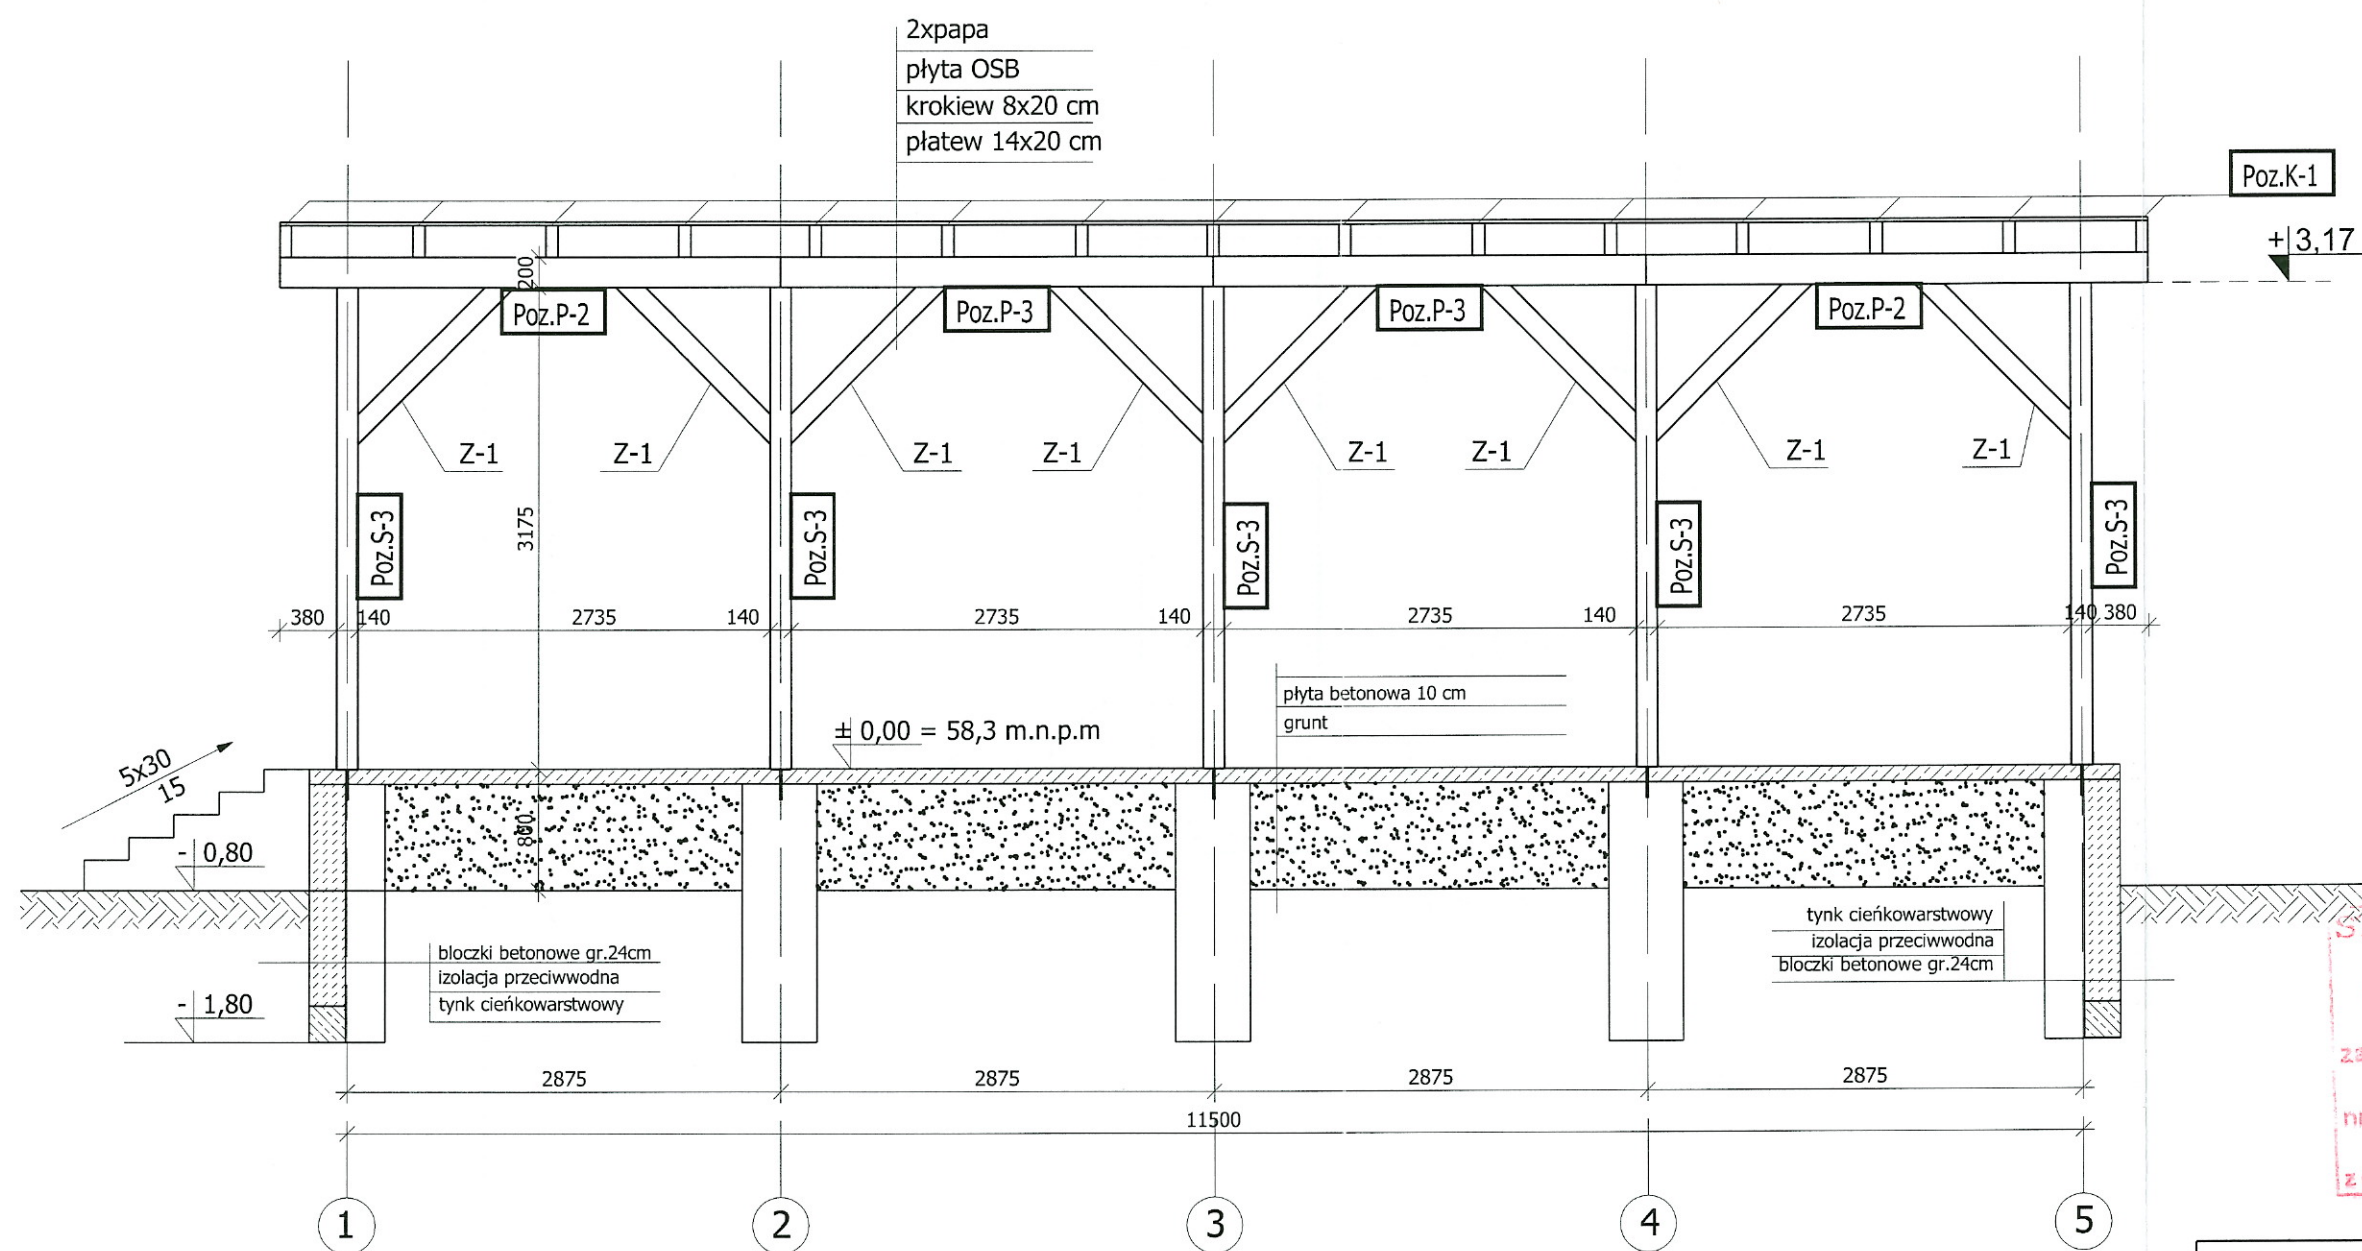 2xpapa
płyta OSB
krokiew 8x20 cm
płatew 14x20 cm
Poz.K-1
+ 3,17
200
Poz.P-2
Poz.P-3
Poz.P-3
Poz.P-2
Z-1
Z-1
Z-1
Z-1
Z-1
Z-1
Z-1
Z-1
Poz.S-3
3175
Poz.S-3
Poz.S-3
Poz.S-3
Poz.S-3
380
140
2735
140
2735
140
2735
140
2735
140
380
płyta betonowa 10 cm
grunt
± 0,00 = 58,3 m.n.p.m
5x30
15
800
- 0,80
tynk cieńkowarstwowy
izolacja przeciwwodna
bloczki betonowe gr.24cm
bloczki betonowe gr.24cm
izolacja przeciwwodna
tynk cieńkowarstwowy
- 1,80
2875
2875
2875
2875
11500
1
2
3
4
5